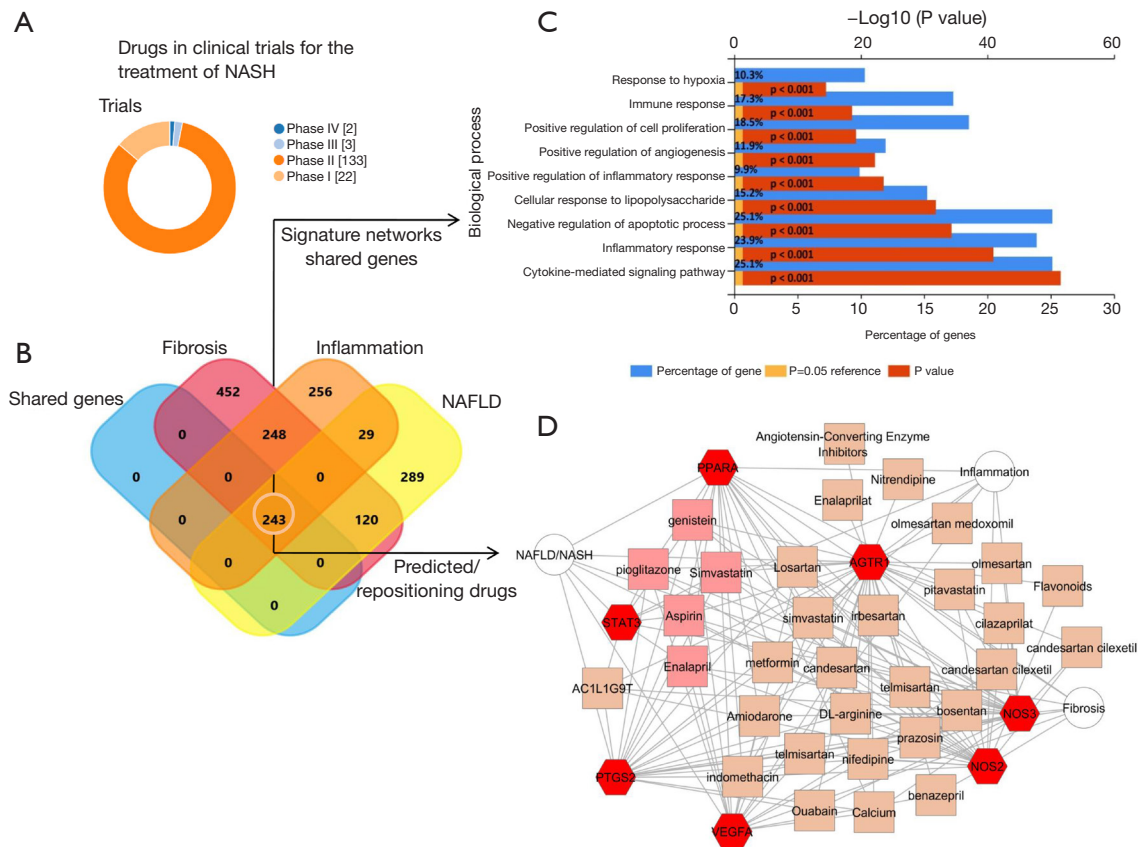 A
Drugs in clinical trials for the
treatment of NASH
Trials
Phase IV [2]
Phase III [3]
Phase II [133]
Phase I [22]
Signature networks
shared genes
C
−Log10 (P value)
0 10 20 30 40 50 60
Biological process
Response to hypoxia
Immune response
Positive regulation of cell proliferation
Positive regulation of angiogenesis
Positive regulation of inflammatory response
Cellular response to lipopolysaccharide
Negative regulation of apoptotic process
Inflammatory response
Cytokine-mediated signaling pathway
10.3%
p < 0.001
17.3%
p < 0.001
18.5%
p < 0.001
11.9%
p < 0.001
9.9%
p < 0.001
15.2%
p < 0.001
25.1%
p < 0.001
23.9%
p < 0.001
25.1%
p < 0.001
0 5 10 15 20 25 30
Percentage of genes
Percentage of gene P=0.05 reference P value
B
Fibrosis
Inflammation
Shared genes
NAFLD
452
256
0
248
29
0
0
0
289
0
243
120
0
0
0
Predicted/
repositioning drugs
D
Angiotensin-Converting Enzyme
Inhibitors
PPARA
Nitrendipine
Inflammation
Enalaprilat
genistein
olmesartan medoxomil
NAFLD/NASH
pioglitazone
Simvastatin
Losartan
AGTR1
olmesartan
Flavonoids
pitavastatin
STAT3
Aspirin
simvastatin
irbesartan
cilazaprilat
candesartan cilexetil
Enalapril
metformin
candesartan
candesartan cilexetil
AC1L1G9T
telmisartan
Amiodarone
DL-arginine
bosentan
NOS3
Fibrosis
prazosin
telmisartan
nifedipine
NOS2
PTGS2
indomethacin
benazepril
Ouabain
Calcium
VEGFA